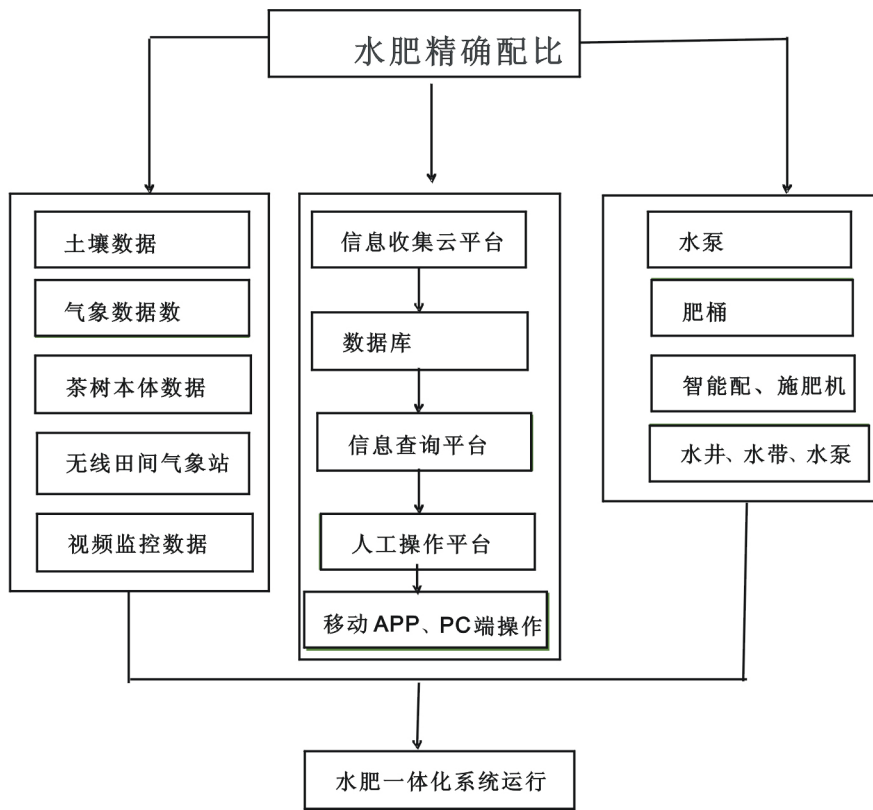 水肥精确配比
土壤数据
气象数据数
茶树本体数据
无线田间气象站
视频监控数据
信息收集云平台
数据库
信息查询平台
人工操作平台
移动APP、PC端操作
水泵
肥桶
智能配、施肥机
水井、水带、水泵
水肥一体化系统运行